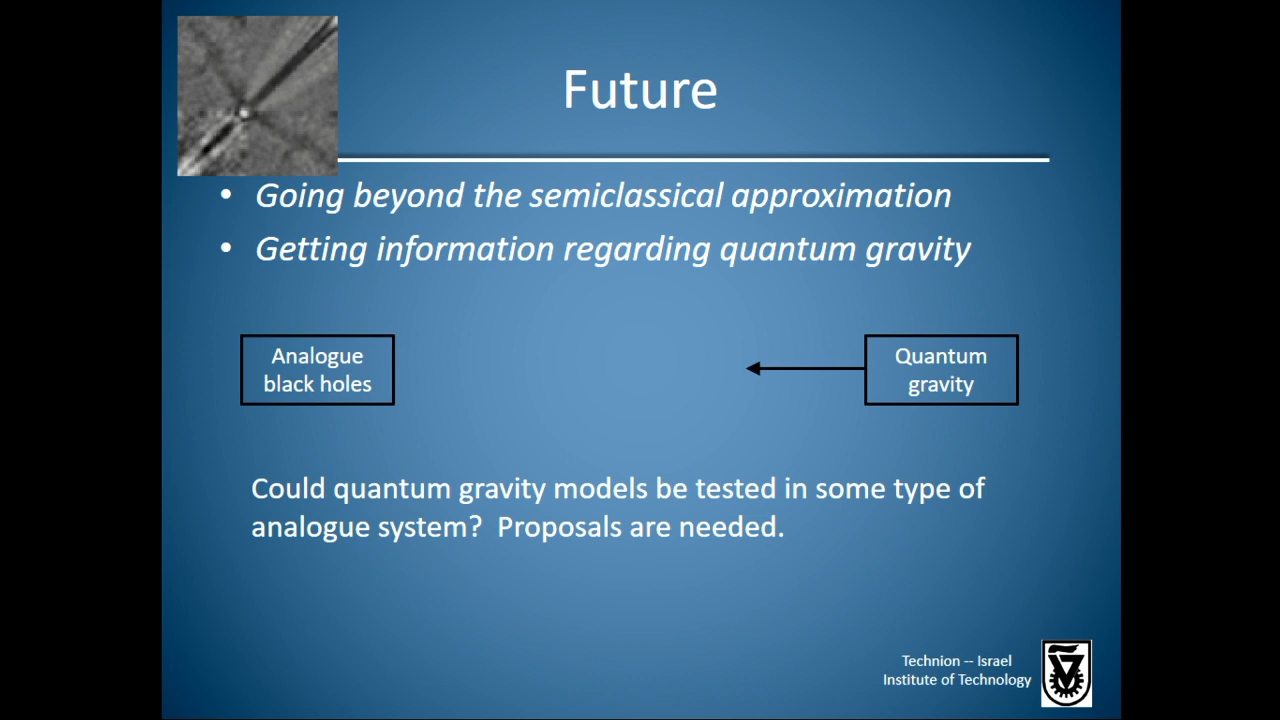 Future
• Going beyond the semiclassical approximation
• Getting information regarding quantum gravity
Analogue
black holes
Quantum
gravity
Could quantum gravity models be tested in some type of
analogue system?  Proposals are needed.
Technion -- Israel
Institute of Technology